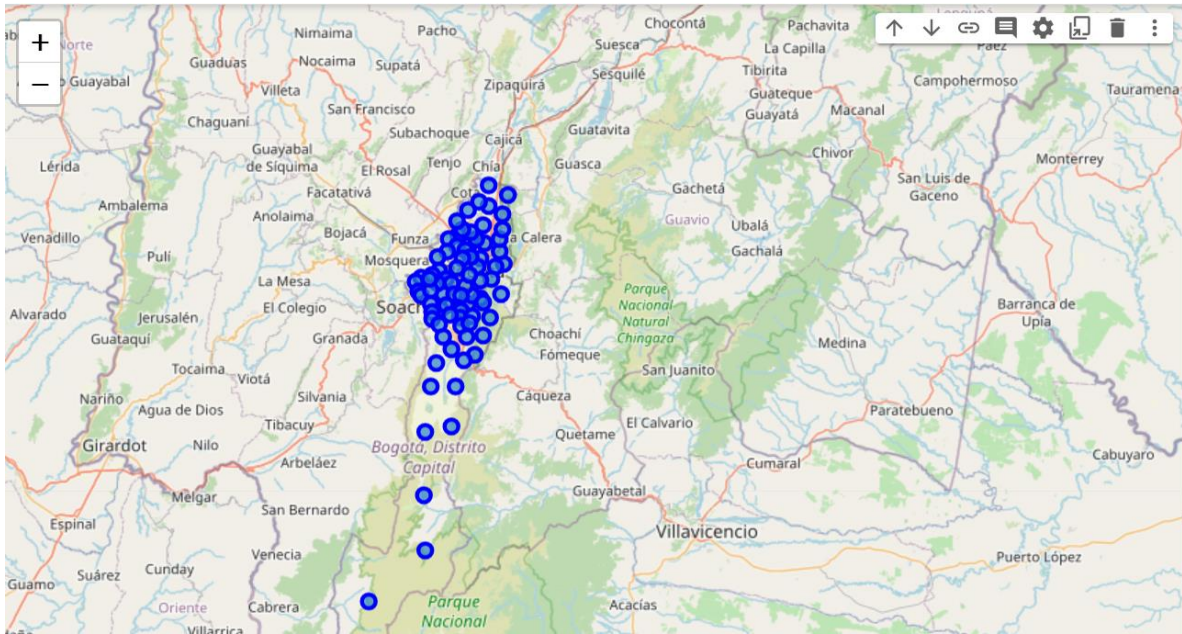 +
−
Nimaima
Pacho
Chocontá
Pachavita
Guaduas
Nocaima
Supatá
Suesca
La Capilla
Páez
Norte
Guayabal
Villeta
Zipaquirá
Sesquilé
Tibirita
Campohermoso
Tauramena
Chaguaní
San Francisco
Guateque
Guayatá
Macanal
Subachoque
Cajicá
Guatavita
Lérida
Guayabal
de Síquima
El Rosal
Tenjo
Chía
Guasca
Chivor
Monterrey
Facatativá
Gachetá
San Luis de
Gaceno
Ambalema
Anolaima
Guavio
Ubalá
Venadillo
Bojacá
Funza
a Calera
Gachalá
Pulí
Mosquera
La Mesa
Parque
Nacional
Natural
Chingaza
Alvarado
Jerusalén
El Colegio
Soach
Barranca de
Upía
Guataquí
Granada
Choachí
Medina
Fómeque
Tocaima
Viotá
San Juanito
Nariño
Agua de Dios
Silvania
Cáqueza
Paratebueno
Tibacuy
El Calvario
Girardot
Nilo
Bogotá, Distrito
Capital
Quetame
Arbeláez
Cumaral
Cabuyaro
Melgar
Guayabetal
San Bernardo
Espinal
Villavicencio
Venecia
Puerto López
Guamo
Suárez
Cunday
Oriente
Cabrera
Parque
Nacional
Acacías
Villarrica